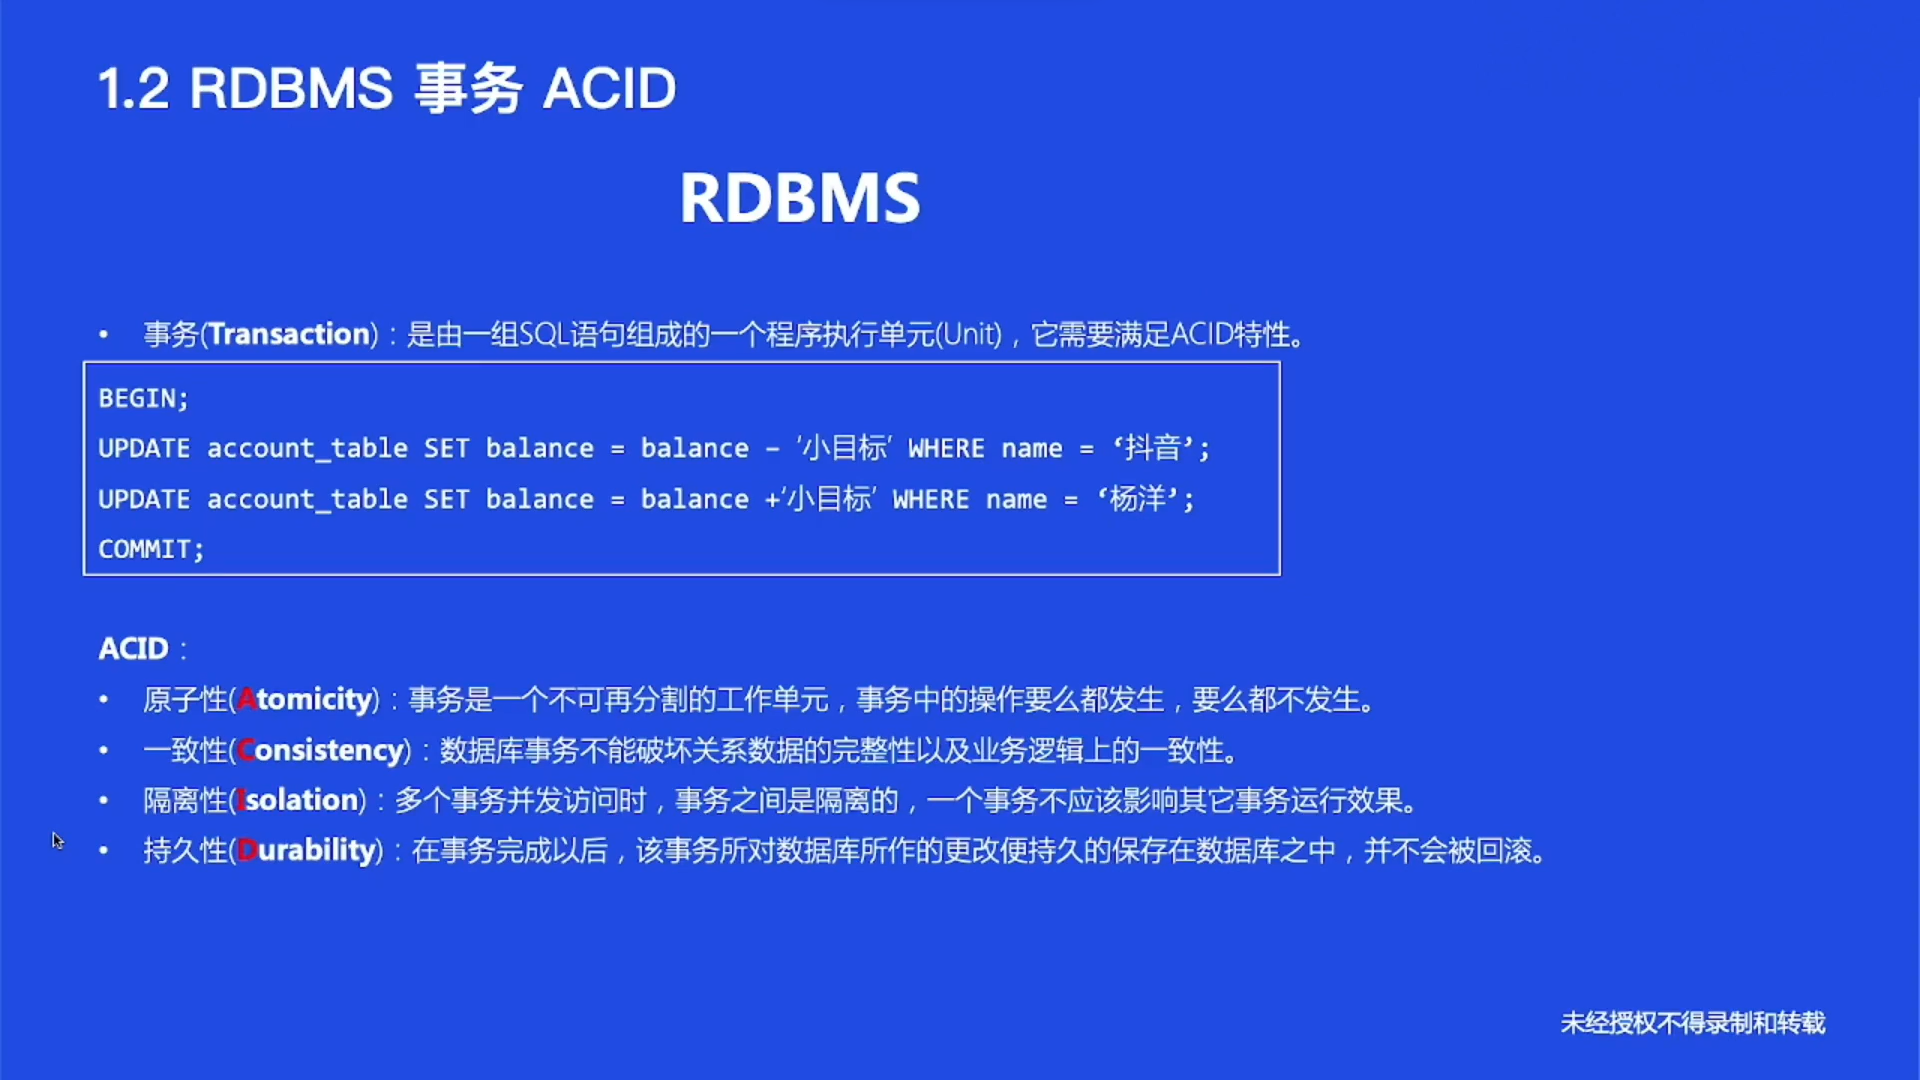 1.2 RDBMS 事务 ACID
RDBMS
• 事务(Transaction)：是由一组SQL语句组成的一个程序执行单元(Unit)，它需要满足ACID特性。
BEGIN;
UPDATE account_table SET balance = balance – ‘小目标’ WHERE name = ‘抖音’;
UPDATE account_table SET balance = balance +‘小目标’ WHERE name = ‘杨洋’;
COMMIT;
ACID：
• 原子性(Atomicity)：事务是一个不可再分割的工作单元，事务中的操作要么都发生，要么都不发生。
• 一致性(Consistency)：数据库事务不能破坏关系数据的完整性以及业务逻辑上的一致性。
• 隔离性(Isolation)：多个事务并发访问时，事务之间是隔离的，一个事务不应该影响其它事务运行效果。
• 持久性(Durability)：在事务完成以后，该事务所对数据库所作的更改便持久的保存在数据库之中，并不会被回滚。
未经授权不得录制和转载